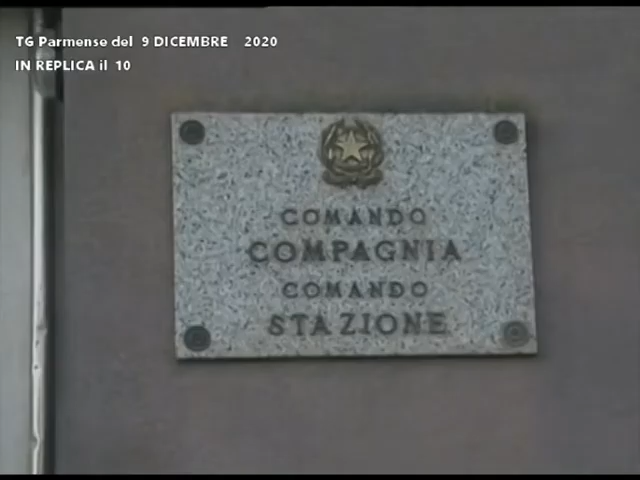 TG Parmense del 9 DICEMBRE 2020
IN REPLICA il 10
COMANDO
COMPAGNIA
COMANDO
STAZIONE